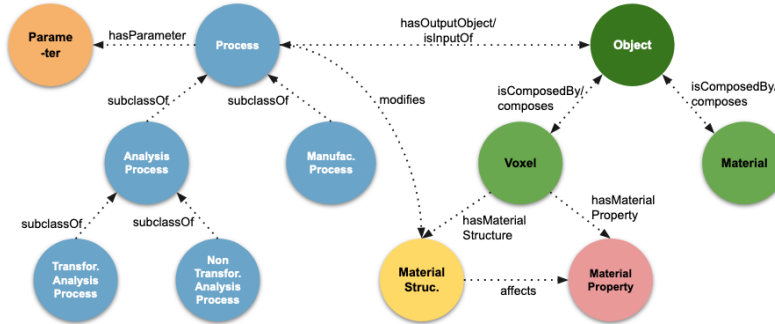 hasOutputObject/
isInputOf
Parame
-ter
hasParameter
Process
Object
subclassOf
subclassOf
modifies
isComposedBy/
composes
isComposedBy/
composes
Analysis
Process
Manufac.
Process
Voxel
Material
subclassOf
subclassOf
hasMaterial
Structure
hasMaterial
Property
Transfor.
Analysis
Process
Non
Transfor.
Analysis
Process
Material
Struc.
affects
Material
Property